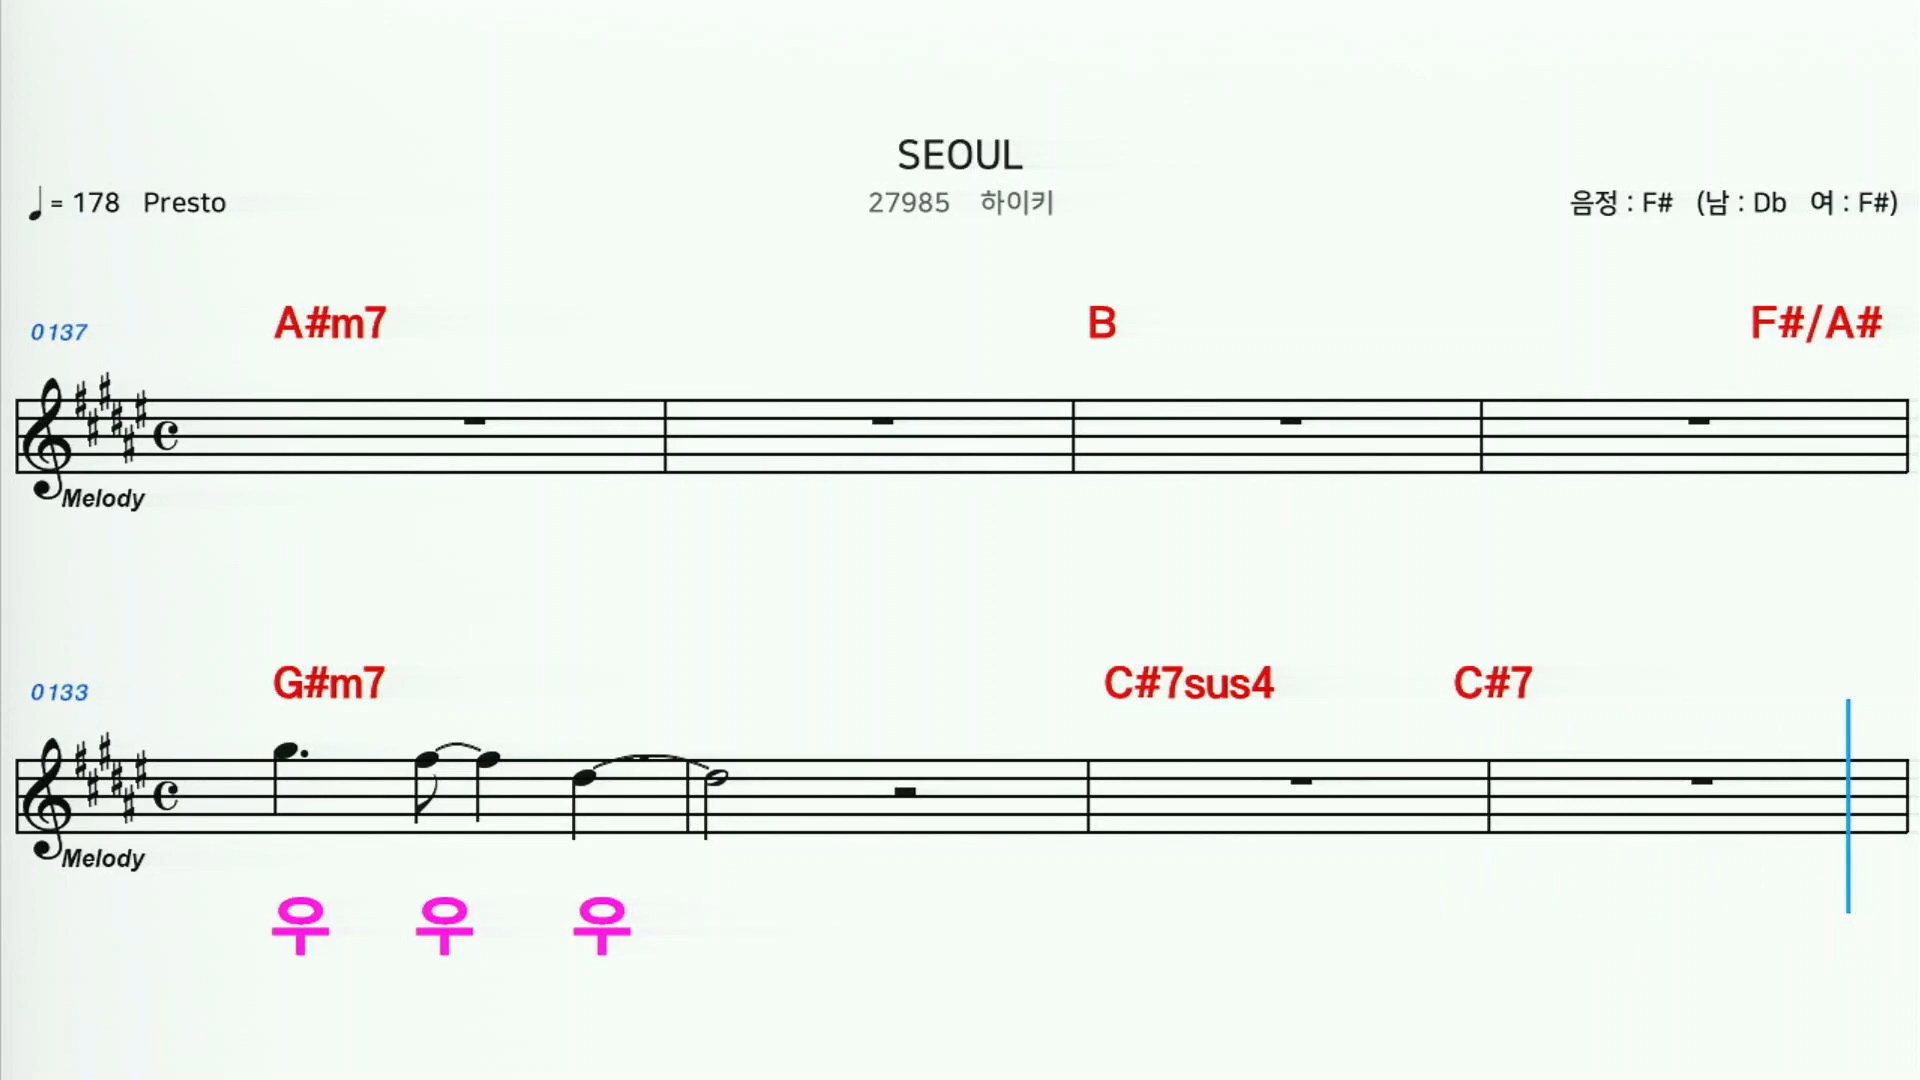 SEOUL
♩ = 178 Presto
27985 하이키
음정 : F# (남 : Db 여 : F#)
0137 A#m7 B F#/A#
Melody
0133 G#m7 C#7sus4 C#7
Melody
우 우 우